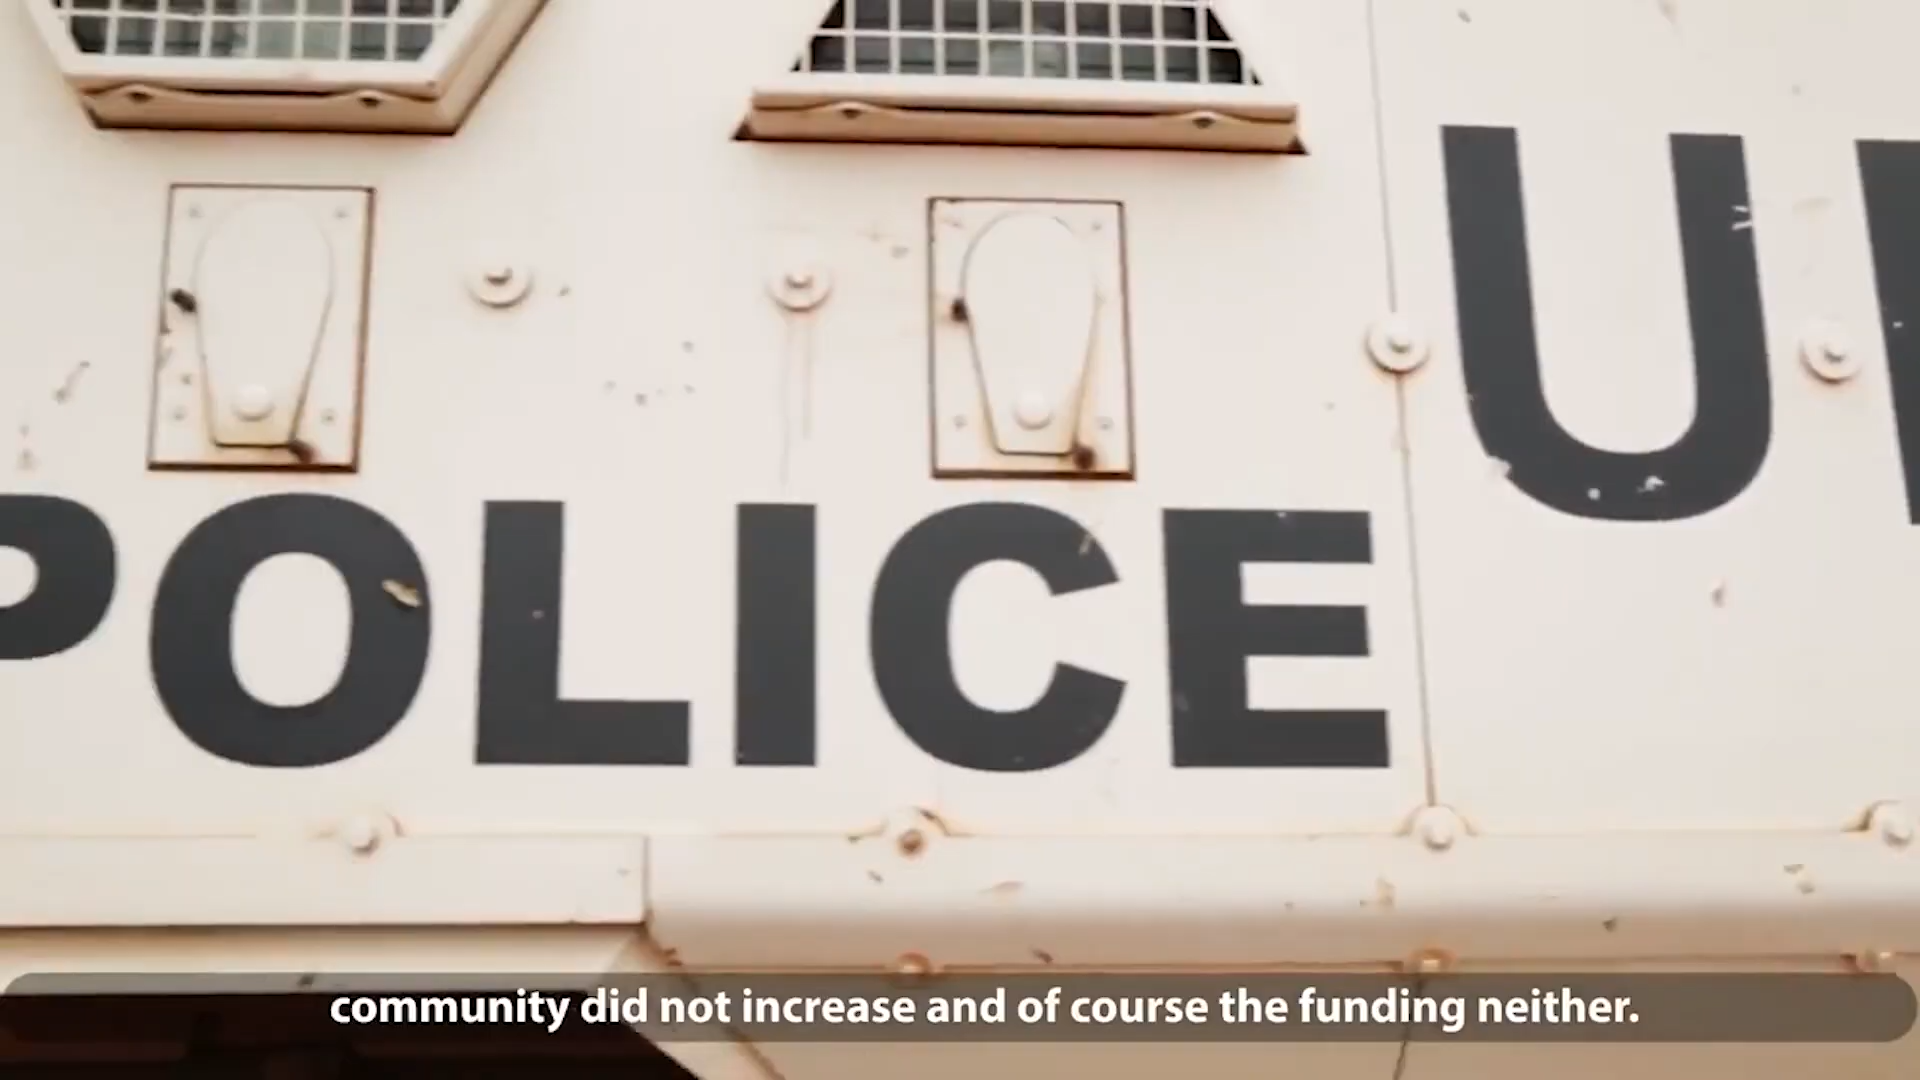 POLICE
U
community did not increase and of course the funding neither.